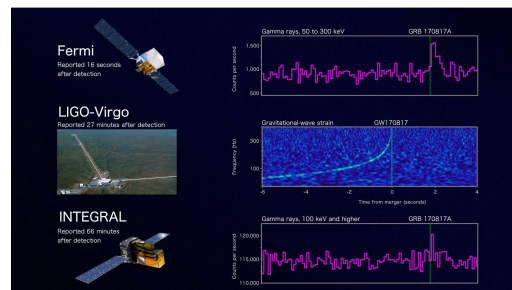 Fermi
Reported 16 seconds
after detection
Gamma rays, 50 to 300 keV
GRB 170817A
Counts per second
1,500
1,000
500
LIGO-Virgo
Reported 27 minutes after detection
Gravitational-wave strain
GW170817
Frequency (Hz)
300
100
-6
-4
-2
0
2
4
Time from merger (seconds)
INTEGRAL
Reported 66 minutes
after detection
Gamma rays, 100 keV and higher
GRB 170817A
Counts per second
120,000
115,000
110,000